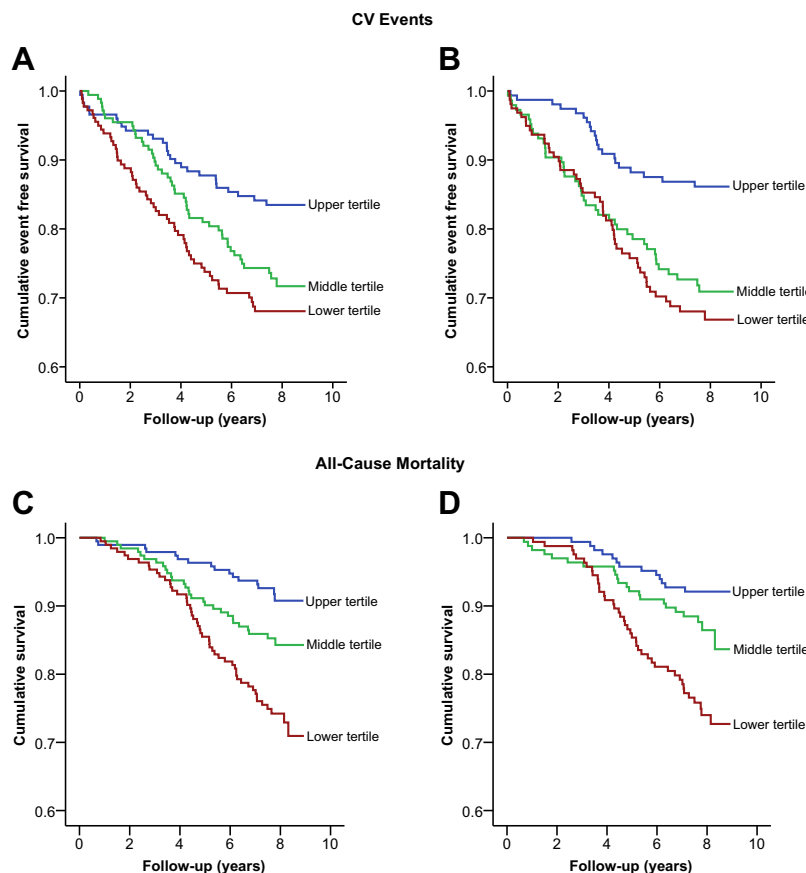 CV Events
A
Cumulative event free survival
1.0
0.9
0.8
0.7
0.6
Upper tertile
Middle tertile
Lower tertile
0 2 4 6 8 10
Follow-up (years)
B
Cumulative event free survival
1.0
0.9
0.8
0.7
0.6
Upper tertile
Middle tertile
Lower tertile
0 2 4 6 8 10
Follow-up (years)
All-Cause Mortality
C
Cumulative survival
1.0
0.9
0.8
0.7
0.6
Upper tertile
Middle tertile
Lower tertile
0 2 4 6 8 10
Follow-up (years)
D
Cumulative survival
1.0
0.9
0.8
0.7
0.6
Upper tertile
Middle tertile
Lower tertile
0 2 4 6 8 10
Follow-up (years)